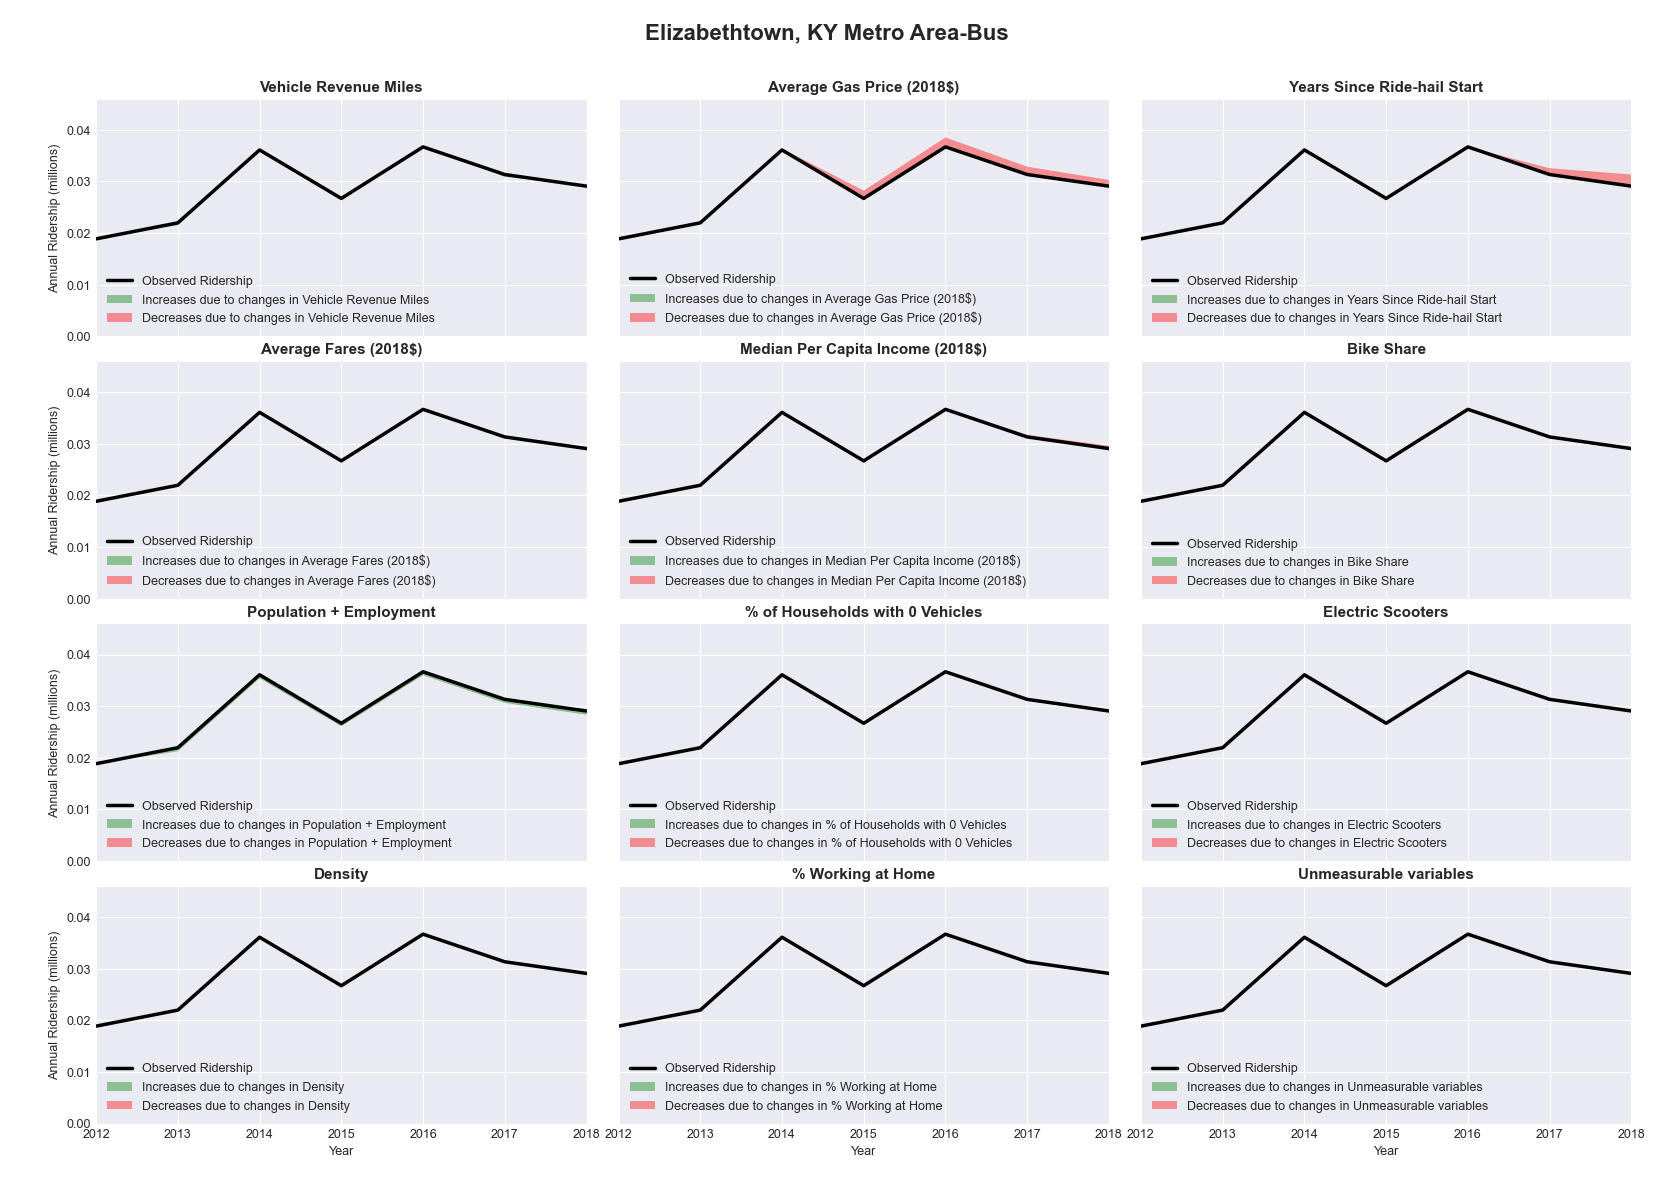 Elizabethtown, KY Metro Area-Bus
Vehicle Revenue Miles
Annual Ridership (millions)
0.04
0.03
0.02
0.01
0.00
Observed Ridership
Increases due to changes in Vehicle Revenue Miles
Decreases due to changes in Vehicle Revenue Miles
Average Gas Price (2018$)
Observed Ridership
Increases due to changes in Average Gas Price (2018$)
Decreases due to changes in Average Gas Price (2018$)
Years Since Ride-hail Start
Observed Ridership
Increases due to changes in Years Since Ride-hail Start
Decreases due to changes in Years Since Ride-hail Start
Average Fares (2018$)
Annual Ridership (millions)
0.04
0.03
0.02
0.01
0.00
Observed Ridership
Increases due to changes in Average Fares (2018$)
Decreases due to changes in Average Fares (2018$)
Median Per Capita Income (2018$)
Observed Ridership
Increases due to changes in Median Per Capita Income (2018$)
Decreases due to changes in Median Per Capita Income (2018$)
Bike Share
Observed Ridership
Increases due to changes in Bike Share
Decreases due to changes in Bike Share
Population + Employment
Annual Ridership (millions)
0.04
0.03
0.02
0.01
0.00
Observed Ridership
Increases due to changes in Population + Employment
Decreases due to changes in Population + Employment
% of Households with 0 Vehicles
Observed Ridership
Increases due to changes in % of Households with 0 Vehicles
Decreases due to changes in % of Households with 0 Vehicles
Electric Scooters
Observed Ridership
Increases due to changes in Electric Scooters
Decreases due to changes in Electric Scooters
Density
Annual Ridership (millions)
0.04
0.03
0.02
0.01
0.00
Observed Ridership
Increases due to changes in Density
Decreases due to changes in Density
2012 2013 2014 2015 2016 2017 2018
Year
% Working at Home
Observed Ridership
Increases due to changes in % Working at Home
Decreases due to changes in % Working at Home
2012 2013 2014 2015 2016 2017 2018
Year
Unmeasurable variables
Observed Ridership
Increases due to changes in Unmeasurable variables
Decreases due to changes in Unmeasurable variables
2012 2013 2014 2015 2016 2017 2018
Year